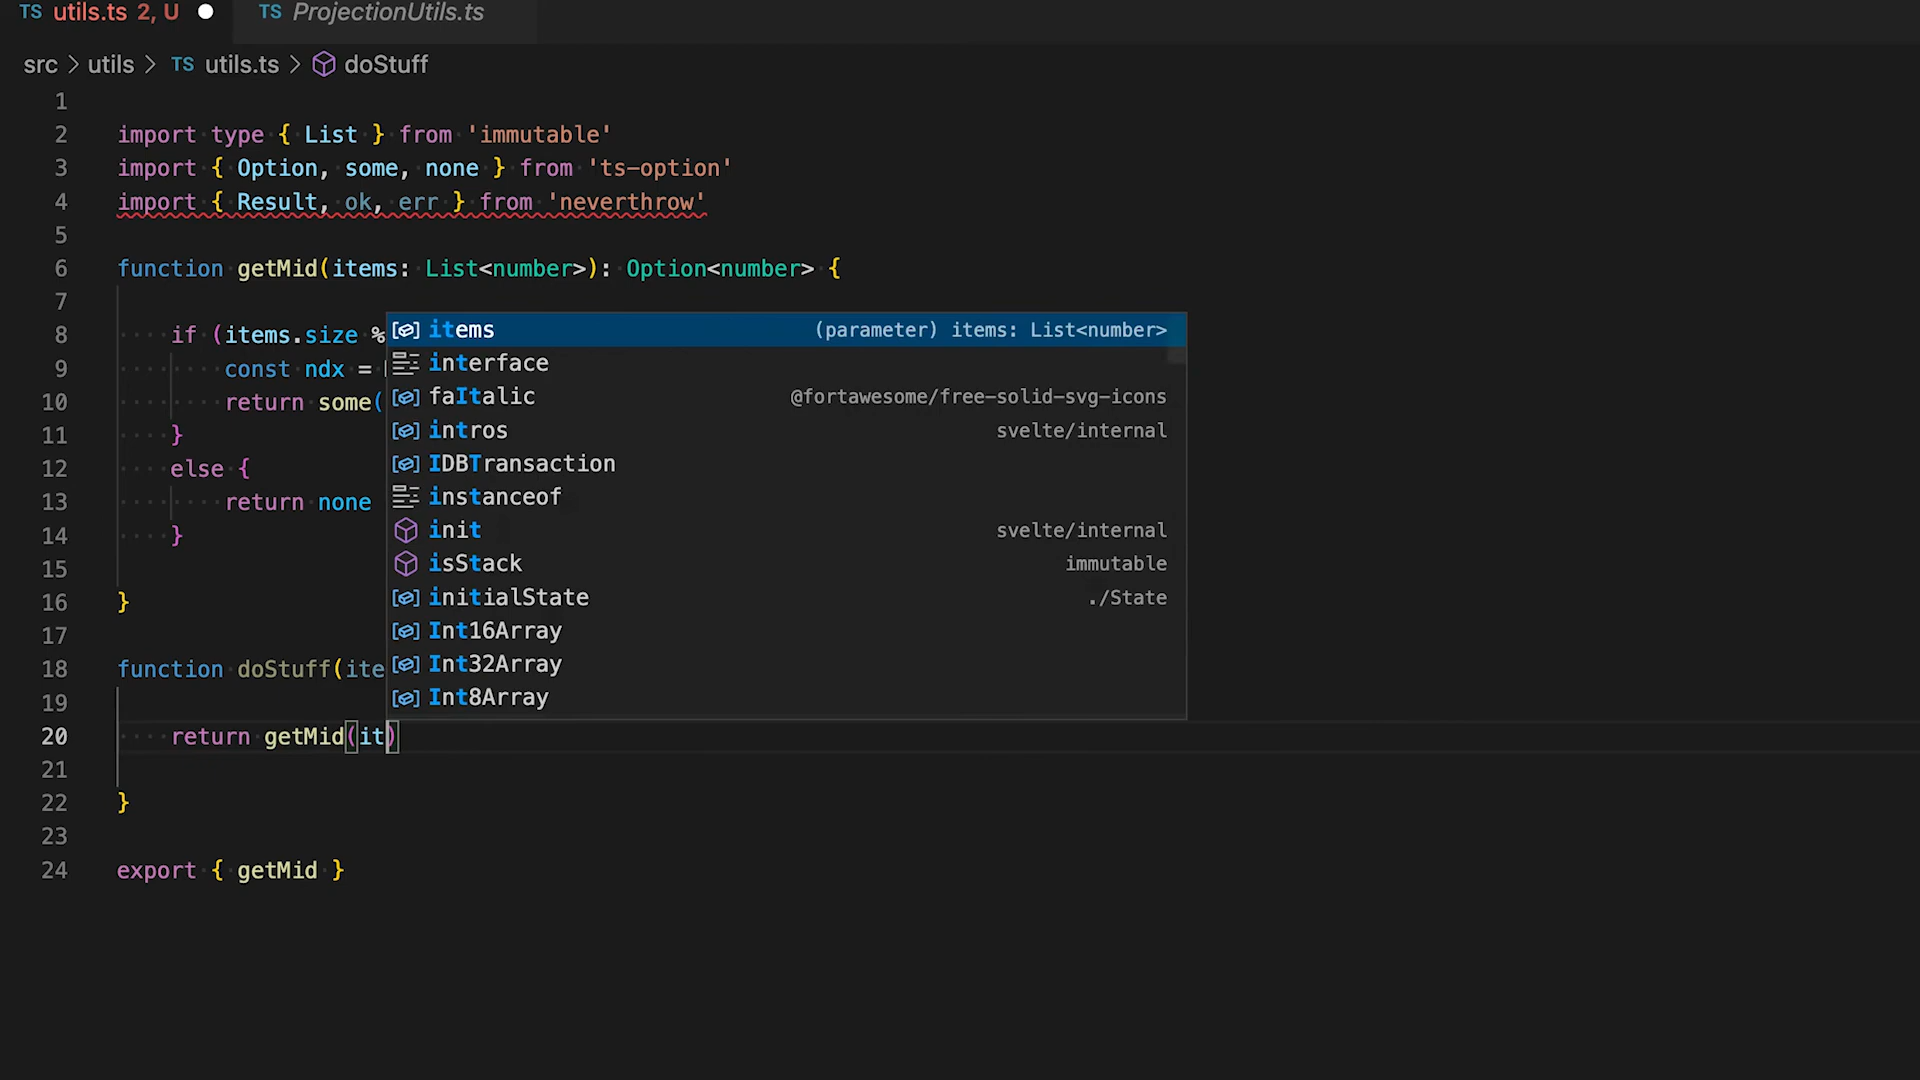 TS utils.ts 2, U TS ProjectionUtils.ts
src > utils > TS utils.ts > doStuff
1
2 import type { List } from 'immutable'
3 import { Option, some, none } from 'ts-option'
4 import { Result, ok, err } from 'neverthrow'
5
6 function getMid(items: List<number>): Option<number> {
7
8 if (items.size %
9 const ndx =
10 return some(
11 }
12 else {
13 return none
14 }
15
16 }
17
18 function doStuff(ite
19
20 return getMid(it)
21
22 }
23
24 export { getMid }
items (parameter) items: List<number>
interface
faItalic @fortawesome/free-solid-svg-icons
intros svelte/internal
IDBTransaction
instanceof
init svelte/internal
isStack immutable
initialState ./State
Int16Array
Int32Array
Int8Array